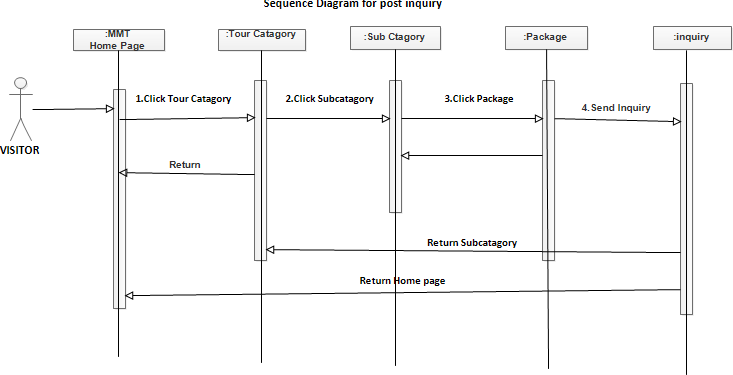 Sequence Diagram for post inquiry
:MMT
Home Page
:Tour Catagory
:Sub Ctagory
:Package
:inquiry
1.Click Tour Catagory
2.Click Subcatagory
3.Click Package
4.Send Inquiry
VISITOR
Return
Return Subcatagory
Return Home page